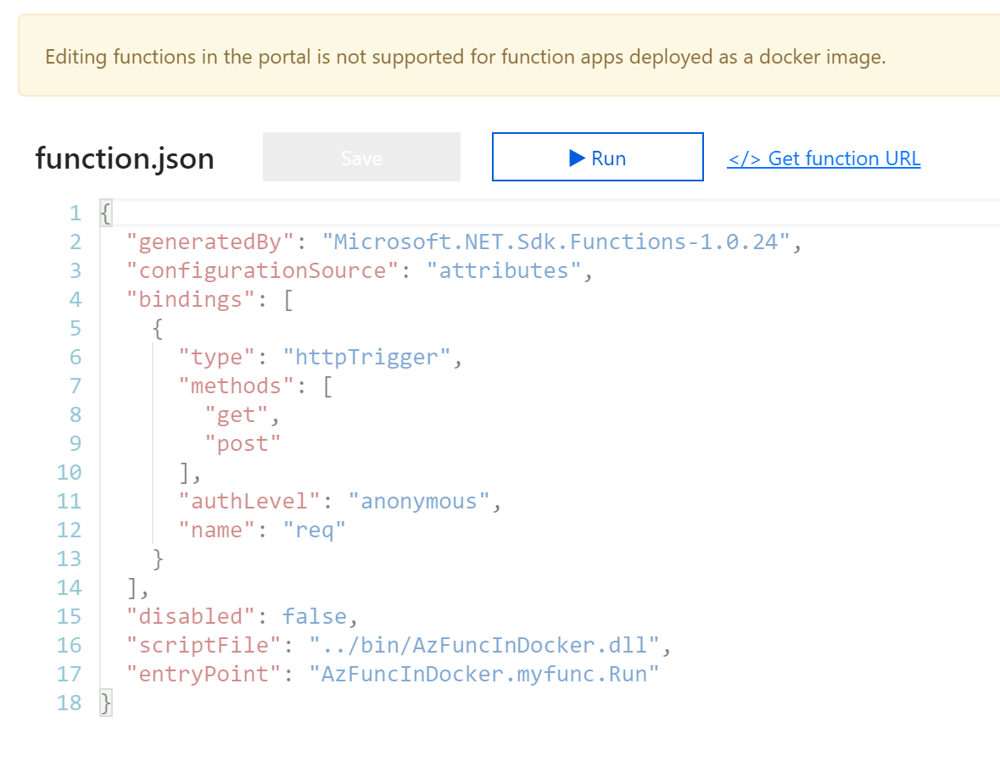 Editing functions in the portal is not supported for function apps deployed as a docker image.
function.json Save Run </> Get function URL
1 {
2   "generatedBy": "Microsoft.NET.Sdk.Functions-1.0.24",
3   "configurationSource": "attributes",
4   "bindings": [
5     {
6       "type": "httpTrigger",
7       "methods": [
8         "get",
9         "post"
10       ],
11       "authLevel": "anonymous",
12       "name": "req"
13     }
14   ],
15   "disabled": false,
16   "scriptFile": "../bin/AzFuncInDocker.dll",
17   "entryPoint": "AzFuncInDocker.myfunc.Run"
18 }